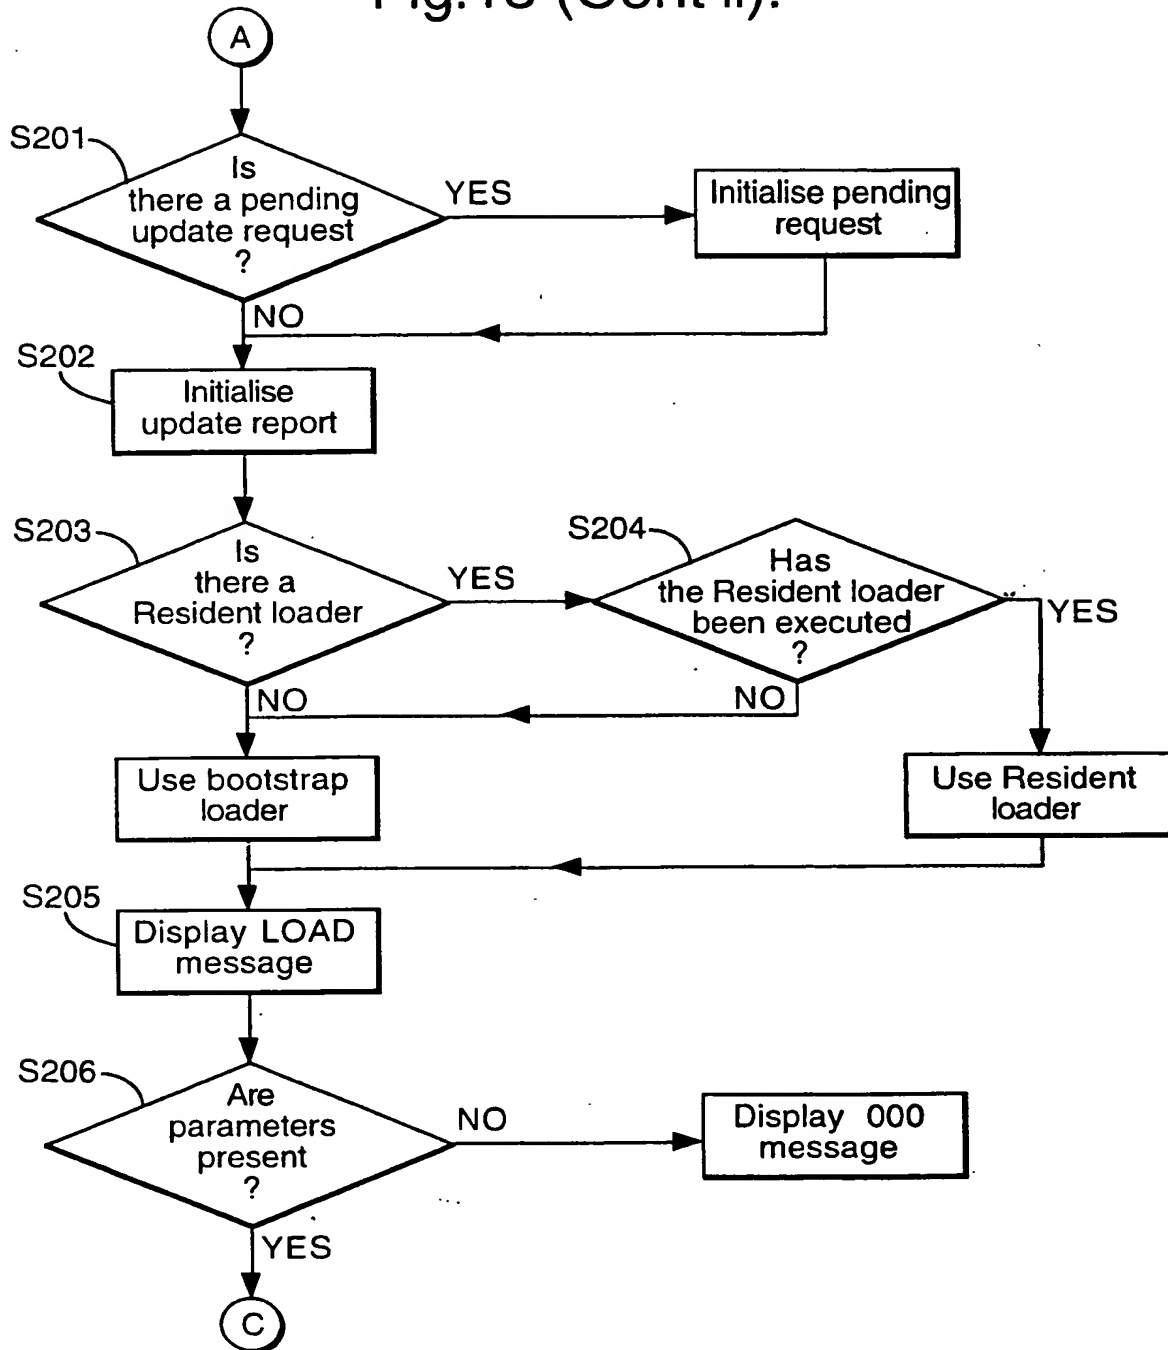 A
S201
Is
there a pending
update request
?
YES
Initialise pending
request
NO
S202
Initialise
update report
S203
Is
there a
Resident loader
?
YES
S204
Has
the Resident loader
been executed
?
YES
NO
NO
Use bootstrap
loader
Use Resident
loader
S205
Display LOAD
message
S206
Are
parameters
present
?
NO
Display 000
message
YES
C